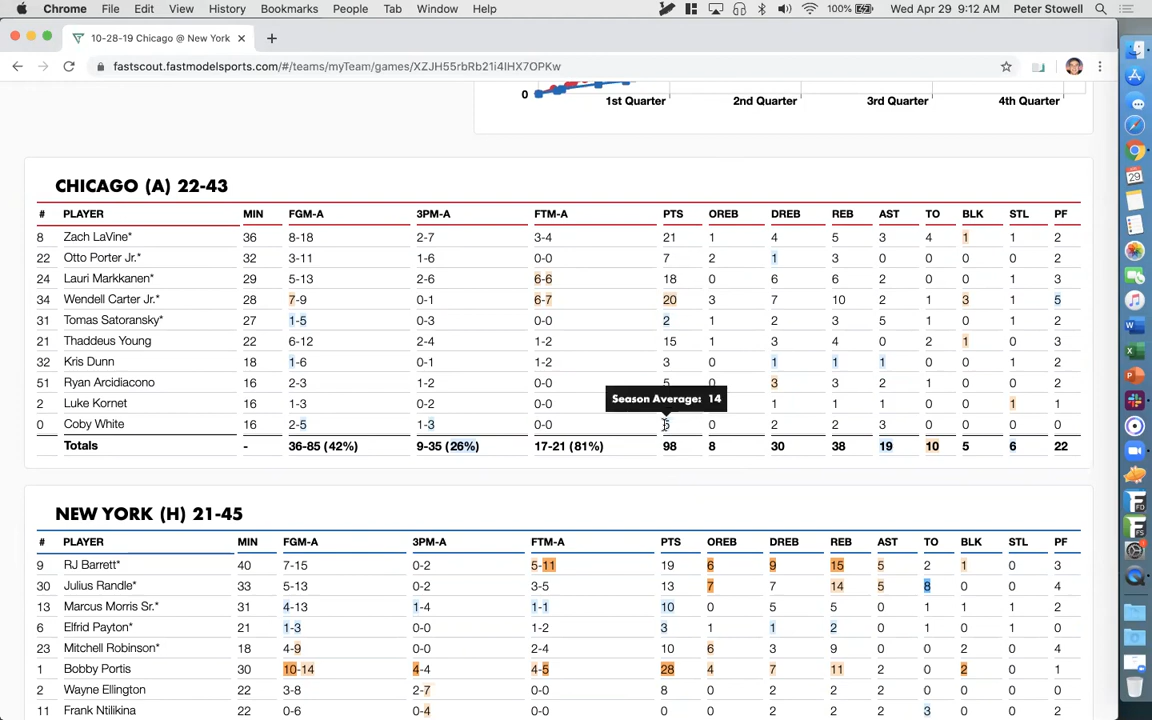 Chrome File Edit View History Bookmarks People Tab Window Help 100% Wed Apr 29 9:12 AM Peter Stowell
10-28-19 Chicago @ New York
fastscout.fastmodelsports.com/#/teams/myTeam/games/XZJH55rbRb21i4IHX7OPKw
0 1st Quarter 2nd Quarter 3rd Quarter 4th Quarter
CHICAGO (A) 22-43
# PLAYER MIN FGM-A 3PM-A FTM-A PTS OREB DREB REB AST TO BLK STL PF
8 Zach LaVine* 36 8-18 2-7 3-4 21 1 4 5 3 4 1 1 2
22 Otto Porter Jr.* 32 3-11 1-6 0-0 7 2 1 3 0 0 0 0 2
24 Lauri Markkanen* 29 5-13 2-6 6-6 18 0 6 6 2 0 0 1 3
34 Wendell Carter Jr.* 28 7-9 0-1 6-7 20 3 7 10 2 1 3 1 5
31 Tomas Satoransky* 27 1-5 0-3 0-0 2 1 2 3 5 1 0 1 2
21 Thaddeus Young 22 6-12 2-4 1-2 15 1 3 4 0 2 1 0 3
32 Kris Dunn 18 1-6 0-1 1-2 3 0 1 1 1 0 0 1 2
51 Ryan Arcidiacono 16 2-3 1-2 0-0 5 0 3 3 2 1 0 0 2
Season Average: 14
2 Luke Kornet 16 1-3 0-2 0-0 1 1 1 0 0 1 1
0 Coby White 16 2-5 1-3 0-0 5 0 2 2 3 0 0 0 0
Totals - 36-85 (42%) 9-35 (26%) 17-21 (81%) 98 8 30 38 19 10 5 6 22
NEW YORK (H) 21-45
# PLAYER MIN FGM-A 3PM-A FTM-A PTS OREB DREB REB AST TO BLK STL PF
9 RJ Barrett* 40 7-15 0-2 5-11 19 6 9 15 5 2 1 0 3
30 Julius Randle* 33 5-13 0-2 3-5 13 7 7 14 5 8 0 0 4
13 Marcus Morris Sr.* 31 4-13 1-4 1-1 10 0 5 5 0 1 1 1 2
6 Elfrid Payton* 21 1-3 0-0 1-2 3 1 1 2 0 1 0 1 0
23 Mitchell Robinson* 18 4-9 0-0 2-4 10 6 3 9 0 0 2 0 4
1 Bobby Portis 30 10-14 4-4 4-5 28 4 7 11 2 0 2 0 1
2 Wayne Ellington 22 3-8 2-7 0-0 8 0 2 2 2 0 0 0 0
11 Frank Ntilikina 22 0-6 0-4 0-0 0 0 2 2 2 3 0 0 2